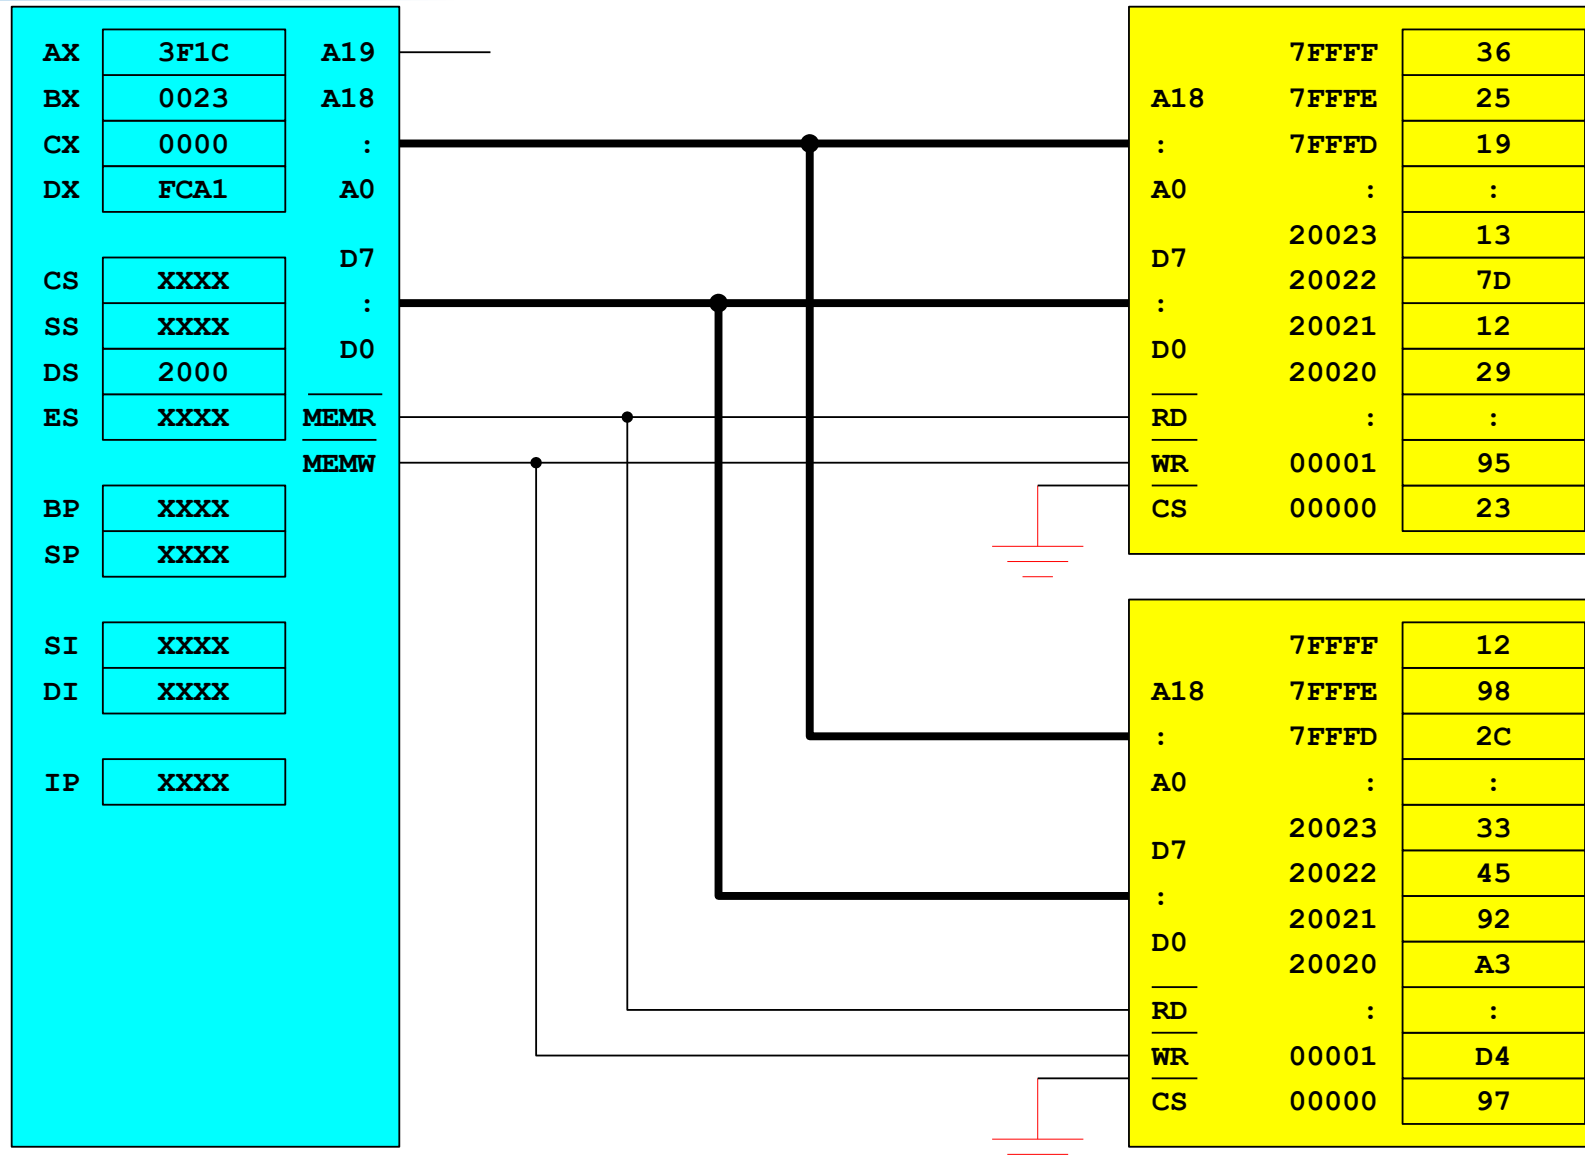 AX 3F1C A19
BX 0023 A18
CX 0000 :
DX FCA1 A0
D7
CS XXXX
:
SS XXXX
D0
DS 2000
ES XXXX MEMR
MEMW
BP XXXX
SP XXXX
SI XXXX
DI XXXX
IP XXXX
7FFFF 36
A18 7FFFE 25
: 7FFFD 19
A0 : :
20023 13
D7
20022 7D
:
20021 12
D0
20020 29
RD : :
WR 00001 95
CS 00000 23
7FFFF 12
A18 7FFFE 98
: 7FFFD 2C
A0 : :
20023 33
D7
20022 45
:
20021 92
D0
20020 A3
RD : :
WR 00001 D4
CS 00000 97